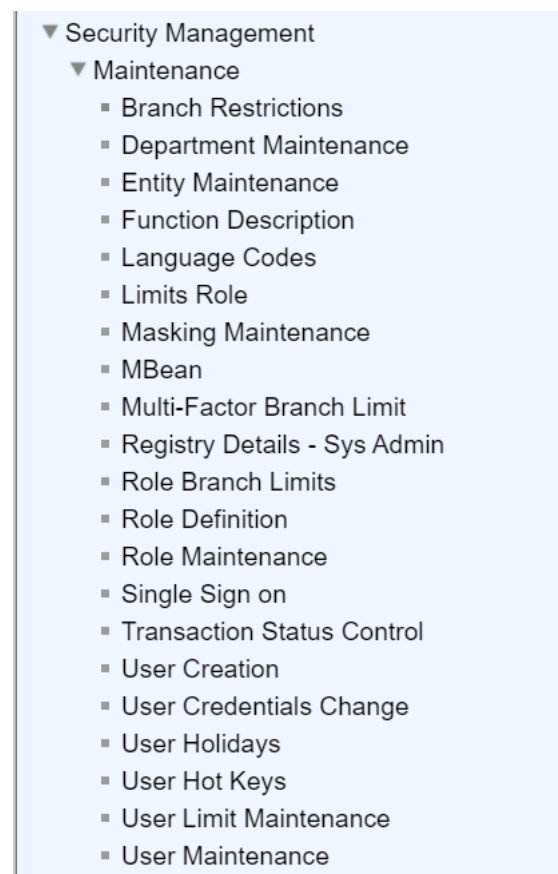 Security Management
Maintenance
Branch Restrictions
Department Maintenance
Entity Maintenance
Function Description
Language Codes
Limits Role
Masking Maintenance
MBean
Multi-Factor Branch Limit
Registry Details - Sys Admin
Role Branch Limits
Role Definition
Role Maintenance
Single Sign on
Transaction Status Control
User Creation
User Credentials Change
User Holidays
User Hot Keys
User Limit Maintenance
User Maintenance